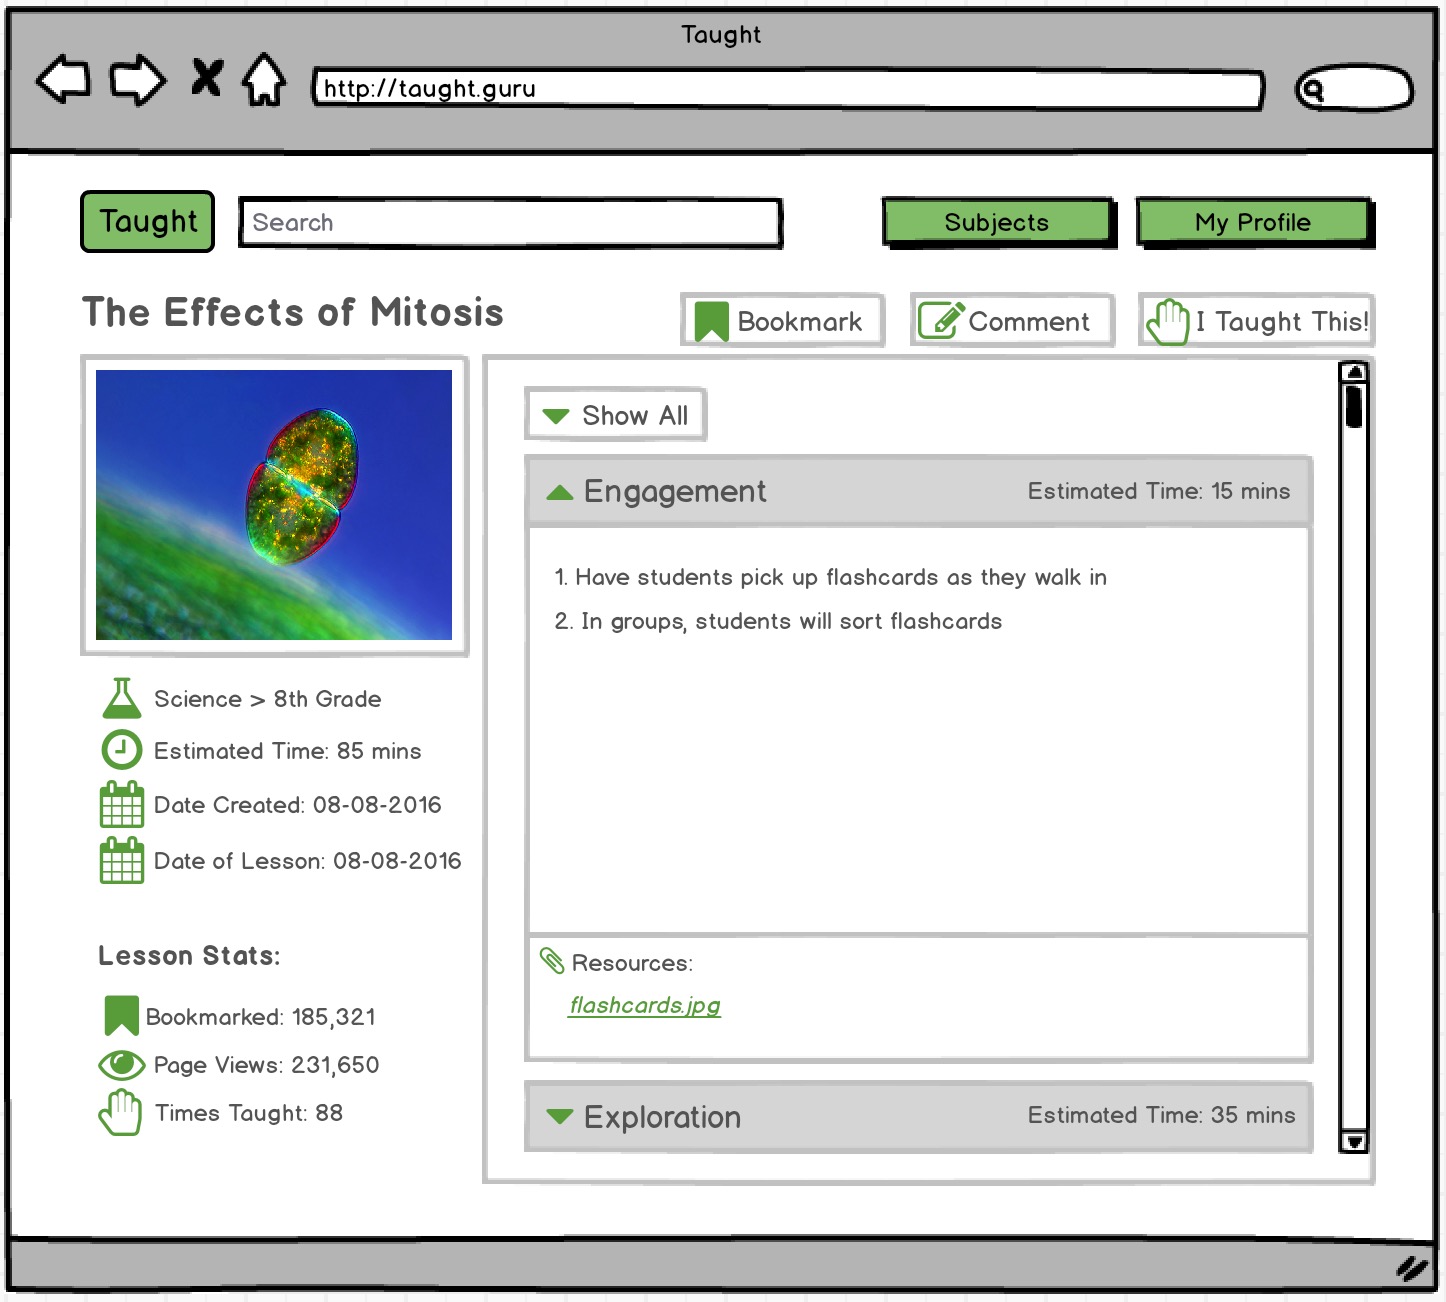 Taught
http://taught.guru
Taught
Search
Subjects
My Profile
The Effects of Mitosis
Bookmark
Comment
I Taught This!
Show All
Engagement
Estimated Time: 15 mins
1. Have students pick up flashcards as they walk in
2. In groups, students will sort flashcards
Resources:
flashcards.jpg
Exploration
Estimated Time: 35 mins
Science > 8th Grade
Estimated Time: 85 mins
Date Created: 08-08-2016
Date of Lesson: 08-08-2016
Lesson Stats:
Bookmarked: 185,321
Page Views: 231,650
Times Taught: 88